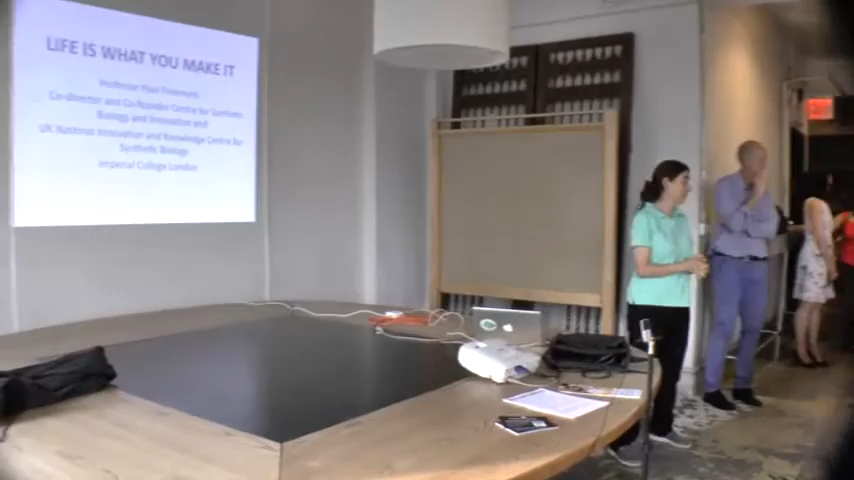 LIFE IS WHAT YOU MAKE IT
Professor Paul Freemont
Co-director and Co-founder Centre for Synthetic
Biology and Innovation and
UK National Innovation and Knowledge Centre for
Synthetic Biology
Imperial College London